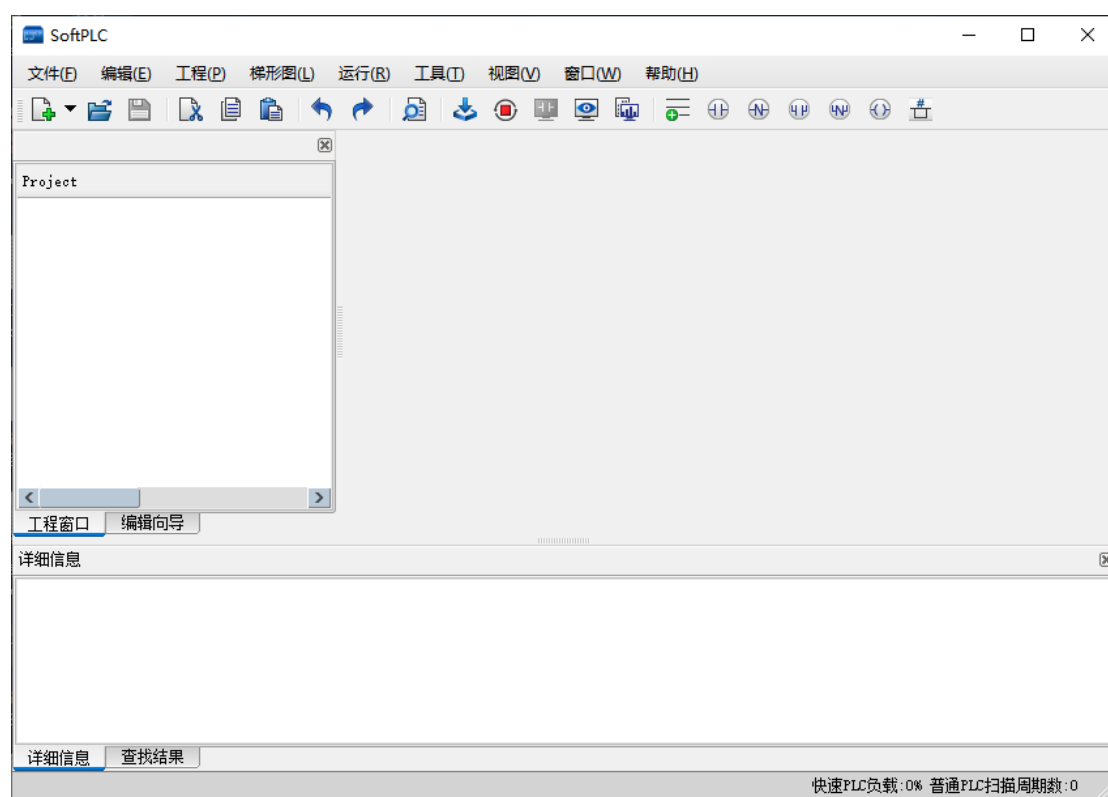 SoftPLC
文件(F) 编辑(E) 工程(P) 梯形图(L) 运行(R) 工具(T) 视图(V) 窗口(W) 帮助(H)
Project
工程窗口 编辑向导
详细信息
详细信息 查找结果
快速PLC负载:0% 普通PLC扫描周期数:0